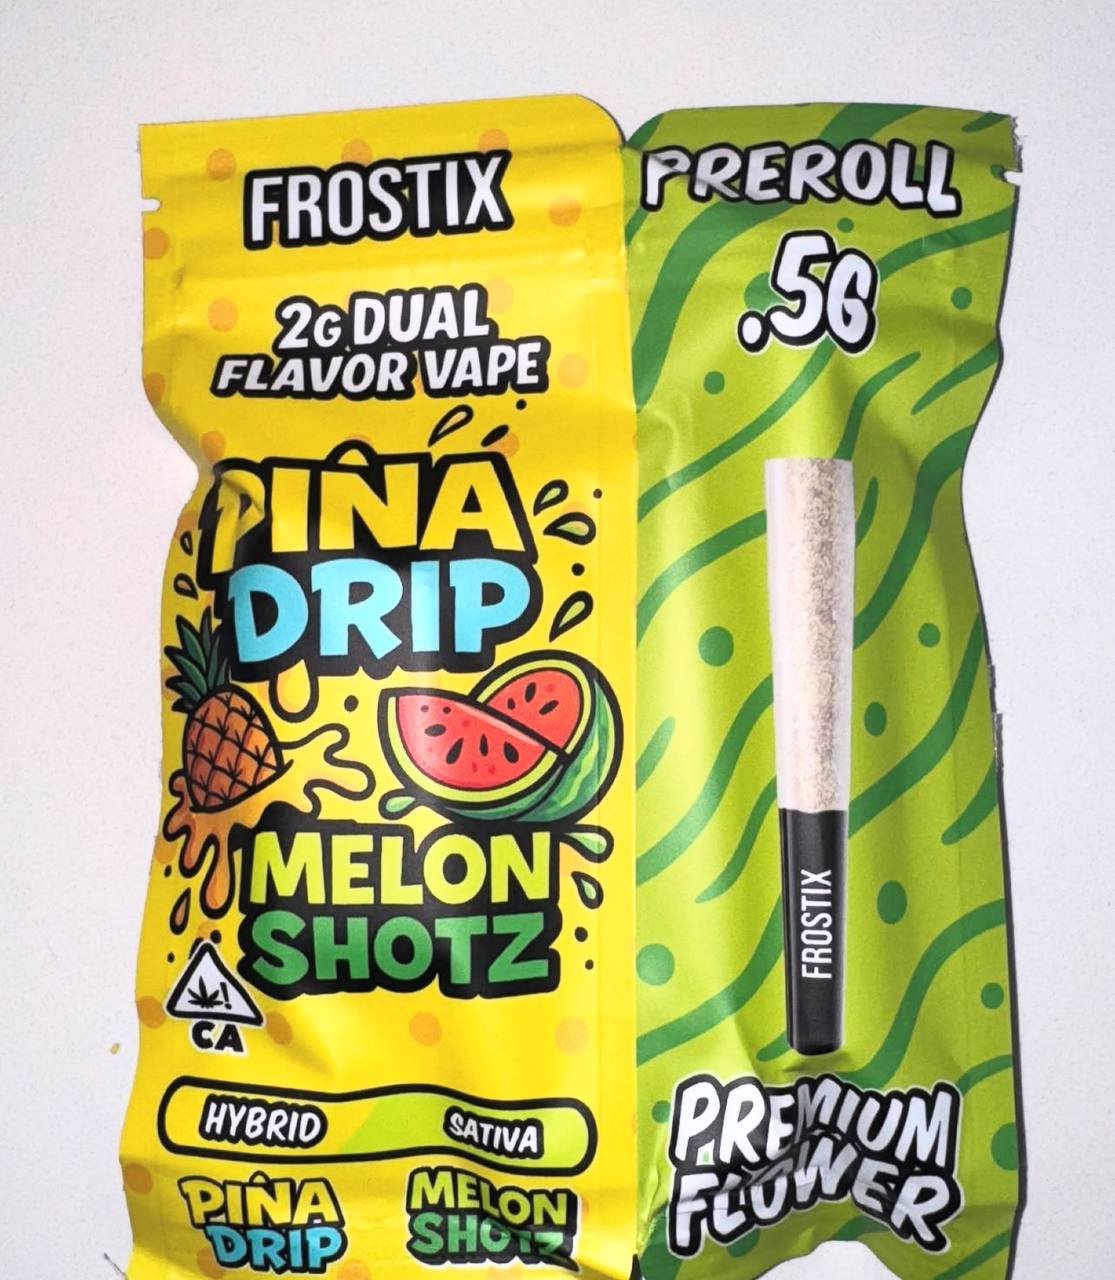 FROSTIX
2G DUAL
FLAVOR VAPE
PIÑA
DRIP
MELON
SHOTZ
CA
HYBRID
SATIVA
PIÑA
DRIP
MELON
SHOTZ
PREROLL
.5G
FROSTIX
PREMIUM
FLOWER